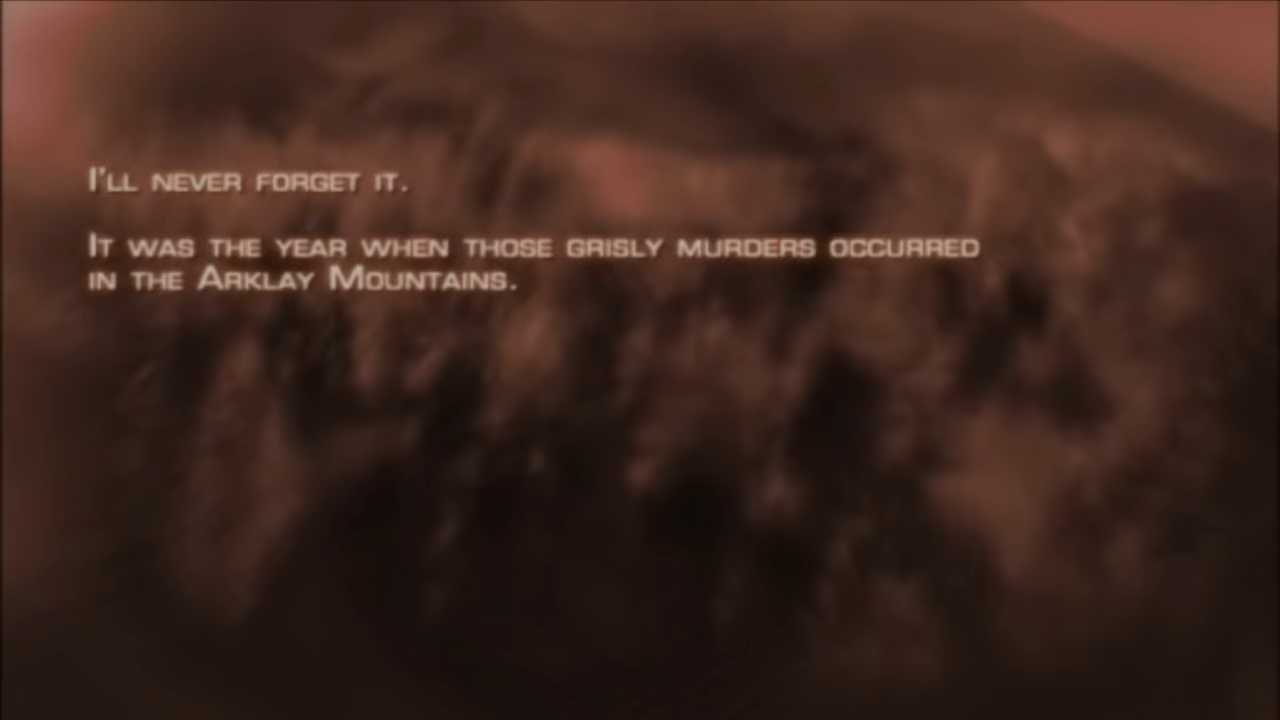 I'll never forget it.
It was the year when those grisly murders occurred
in the Arklay Mountains.